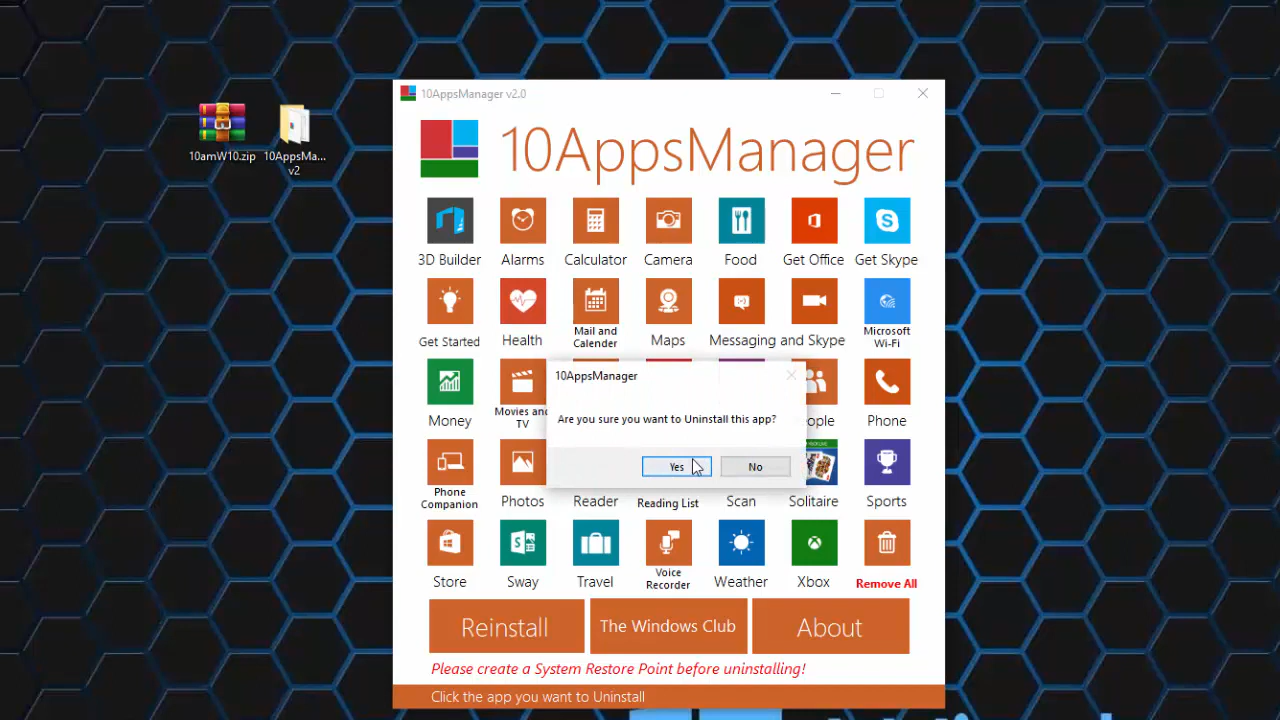 10AppsManager v2.0
10amW10.zip
10AppsMa...
v2
10AppsManager
3D Builder Alarms Calculator Camera Food Get Office Get Skype
Get Started Health Mail and Calender Maps Messaging and Skype Microsoft Wi-Fi
10AppsManager
Are you sure you want to Uninstall this app?
Yes No
Money Movies and TV ople Phone
Phone Companion Photos Reader Reading List Scan Solitaire Sports
Store Sway Travel Voice Recorder Weather Xbox Remove All
Reinstall The Windows Club About
Please create a System Restore Point before uninstalling!
Click the app you want to Uninstall